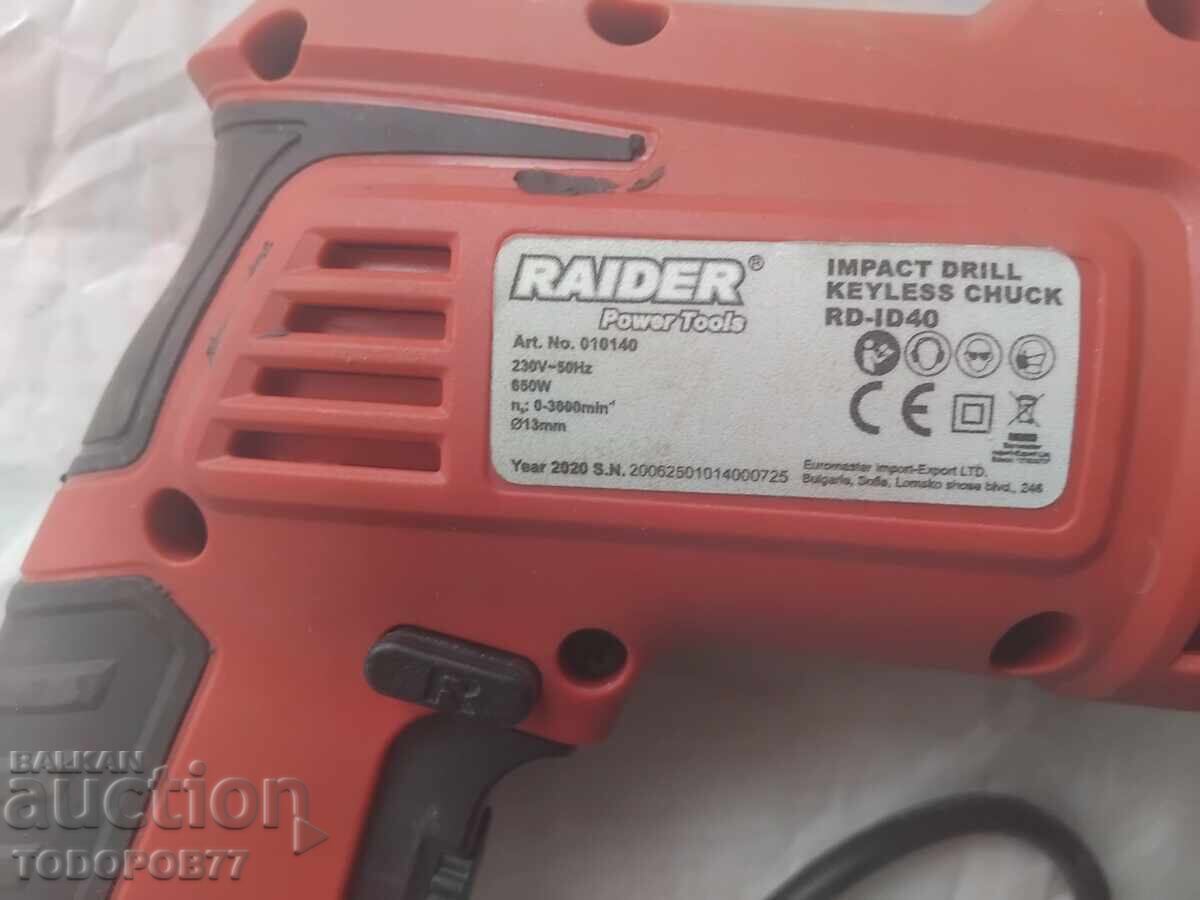 RAIDER®
Power Tools
Art. No. 010140
230V~50Hz
650W
n₀: 0-3000min⁻¹
Ø13mm
Year 2020 S.N. 20062501014000725
IMPACT DRILL
KEYLESS CHUCK
RD-ID40
CE
Euromaster Import-Export LTD.
Bulgaria, Sofia, Lomsko shose blvd., 246
R
BALKAN
auction
TODOPOB77